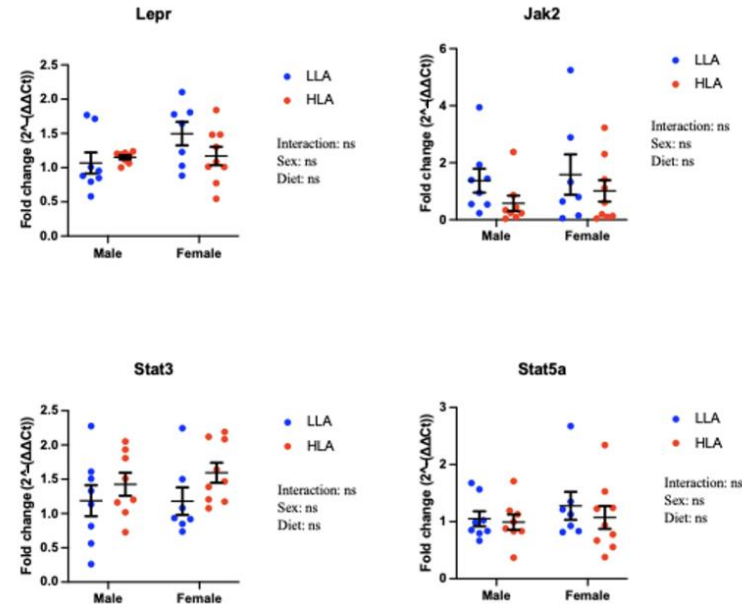 Lepr
Fold change (2^-(ΔΔCt))
2.5
2.0
1.5
1.0
0.5
0.0
Male
Female
LLA
HLA
Interaction: ns
Sex: ns
Diet: ns
Jak2
Fold change (2^-(ΔΔCt))
6
4
2
0
Male
Female
LLA
HLA
Interaction: ns
Sex: ns
Diet: ns
Stat3
Fold change (2^-(ΔΔCt))
2.5
2.0
1.5
1.0
0.5
0.0
Male
Female
LLA
HLA
Interaction: ns
Sex: ns
Diet: ns
Stat5a
Fold change (2^-(ΔΔCt))
3
2
1
0
Male
Female
LLA
HLA
Interaction: ns
Sex: ns
Diet: ns